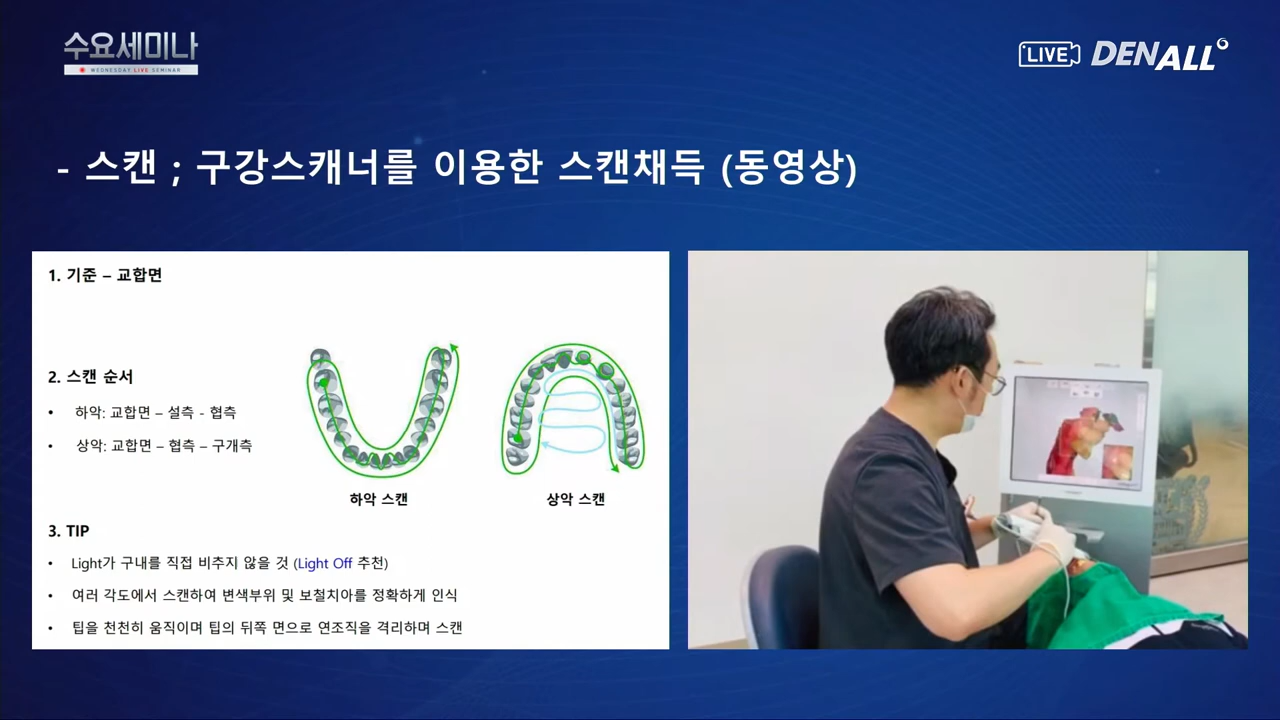 수요세미나
WEDNESDAY LIVE SEMINAR
LIVE DENALL
- 스캔 ; 구강스캐너를 이용한 스캔채득 (동영상)
1. 기준 – 교합면
2. 스캔 순서
• 하악: 교합면 – 설측 - 협측
• 상악: 교합면 – 협측 – 구개측
하악 스캔
상악 스캔
3. TIP
• Light가 구내를 직접 비추지 않을 것 (Light Off 추천)
• 여러 각도에서 스캔하여 변색부위 및 보철치아를 정확하게 인식
• 팁을 천천히 움직이며 팁의 뒤쪽 면으로 연조직을 격리하며 스캔